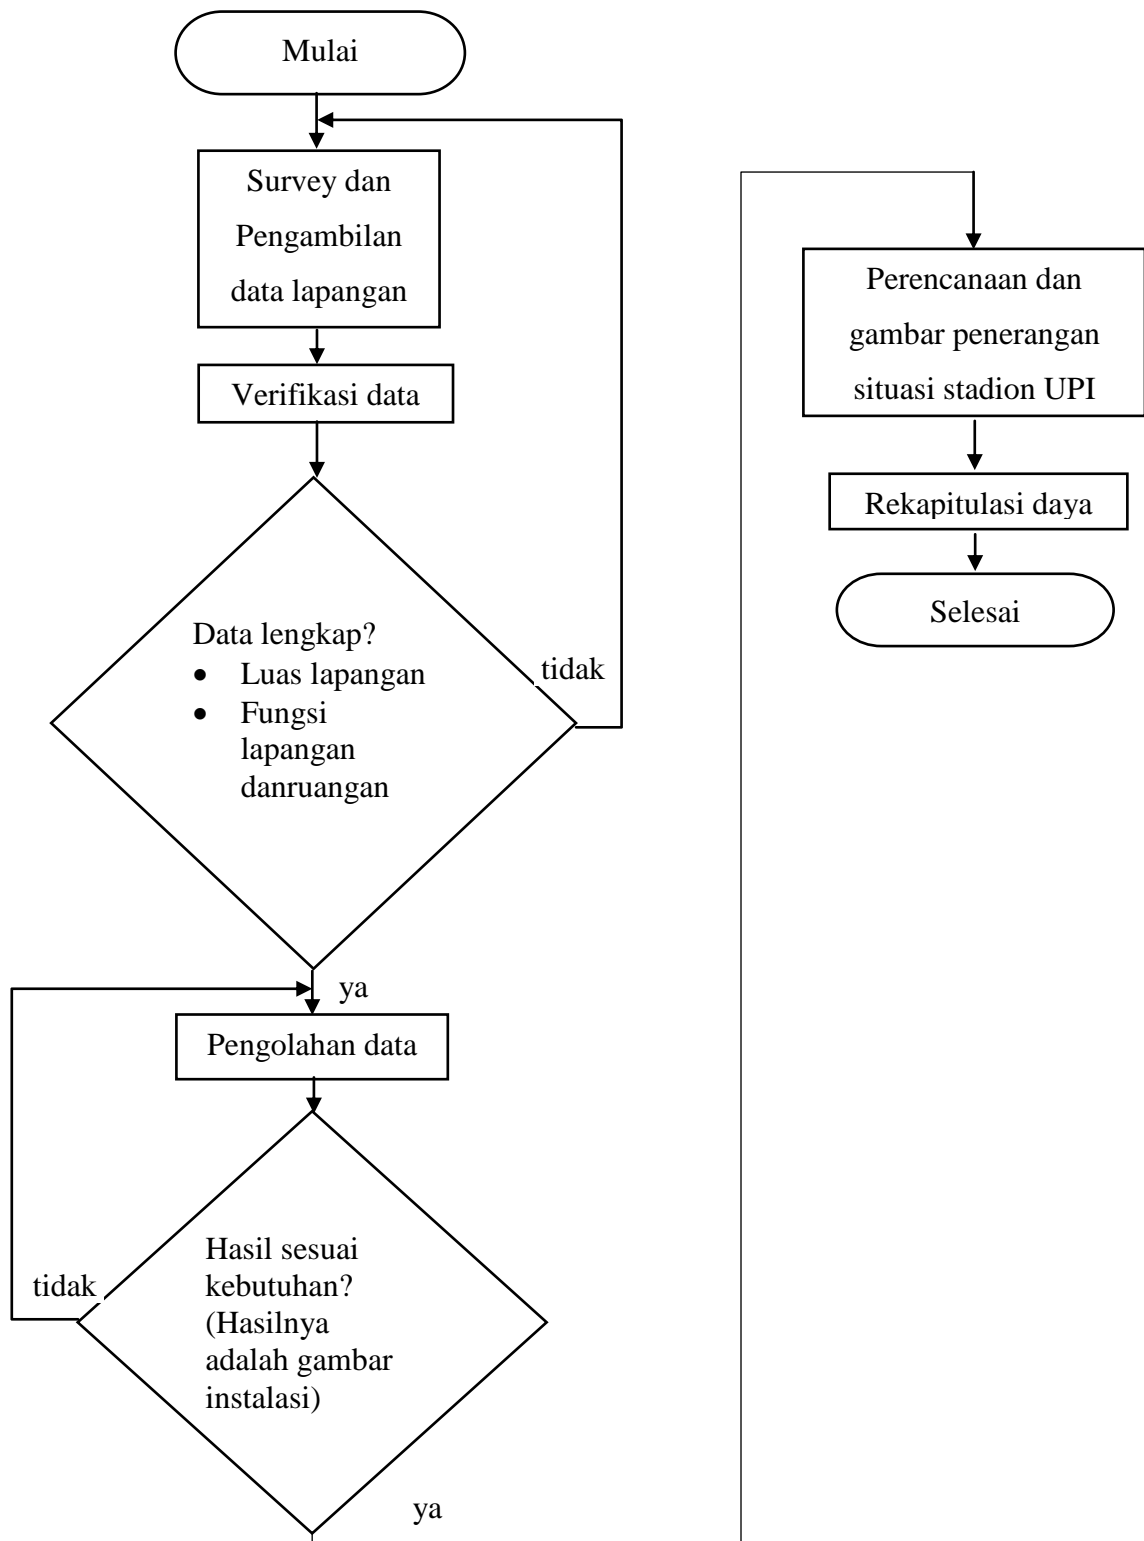 Mulai
Survey dan
Pengambilan
data lapangan
Verifikasi data
Data lengkap?
• Luas lapangan
• Fungsi
lapangan
danruangan
tidak
ya
Pengolahan data
Hasil sesuai
kebutuhan?
(Hasilnya
adalah gambar
instalasi)
tidak
ya
Perencanaan dan
gambar penerangan
situasi stadion UPI
Rekapitulasi daya
Selesai